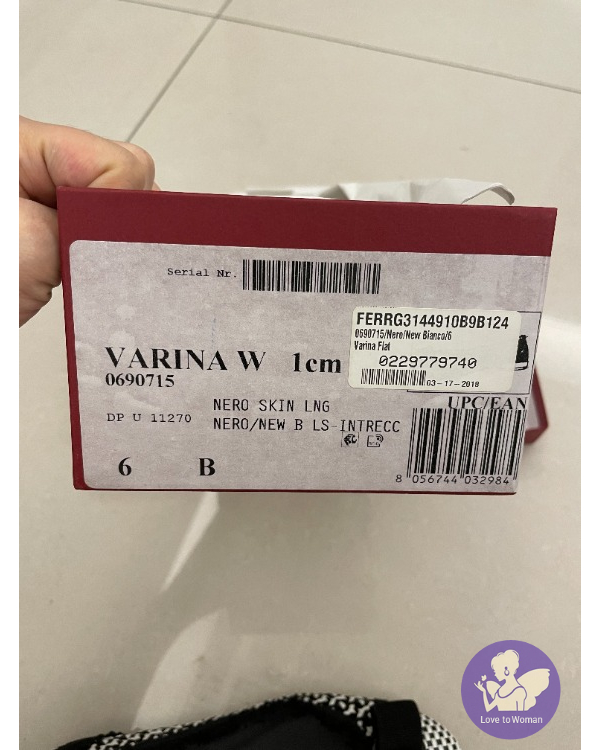 Serial Nr.
FERRG3144910B9B124
0690715/Nero/New Bianco/6
Varina Flat
0229779740
03-17-2018
VARINA W 1cm
0690715
UPC/EAN
NERO SKIN LNG
DP U 11270 NERO/NEW B LS-INTRECC
6 B
8 056744 032984
Love to Woman